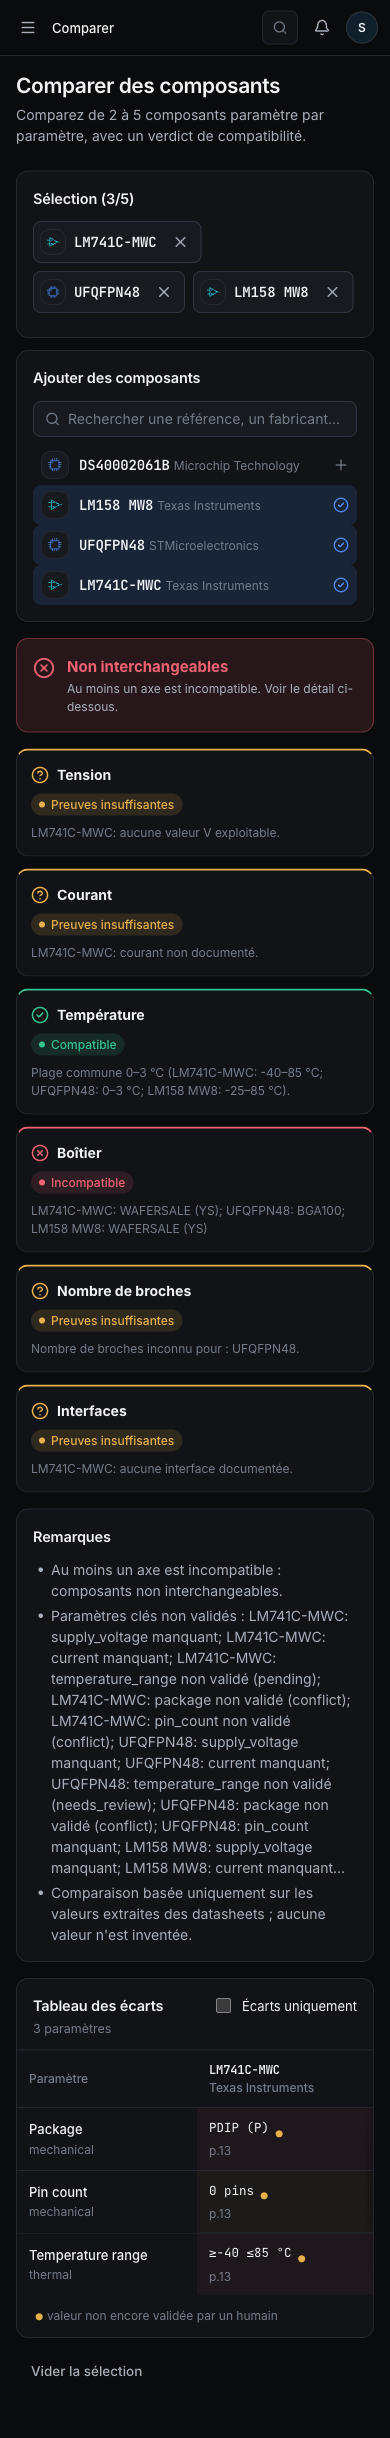 Comparer
S
Comparer des composants
Comparez de 2 à 5 composants paramètre par
paramètre, avec un verdict de compatibilité.
Sélection (3/5)
LM741C-MWC
UFQFPN48
LM158 MW8
Ajouter des composants
Rechercher une référence, un fabricant...
DS40002061B Microchip Technology
LM158 MW8 Texas Instruments
UFQFPN48 STMicroelectronics
LM741C-MWC Texas Instruments
Non interchangeables
Au moins un axe est incompatible. Voir le détail ci-
dessous.
Tension
Preuves insuffisantes
LM741C-MWC: aucune valeur V exploitable.
Courant
Preuves insuffisantes
LM741C-MWC: courant non documenté.
Température
Compatible
Plage commune 0–3 °C (LM741C-MWC: -40–85 °C;
UFQFPN48: 0–3 °C; LM158 MW8: -25–85 °C).
Boîtier
Incompatible
LM741C-MWC: WAFERSALE (YS); UFQFPN48: BGA100;
LM158 MW8: WAFERSALE (YS)
Nombre de broches
Preuves insuffisantes
Nombre de broches inconnu pour : UFQFPN48.
Interfaces
Preuves insuffisantes
LM741C-MWC: aucune interface documentée.
Remarques
• Au moins un axe est incompatible :
composants non interchangeables.
• Paramètres clés non validés : LM741C-MWC:
supply_voltage manquant; LM741C-MWC:
current manquant; LM741C-MWC:
temperature_range non validé (pending);
LM741C-MWC: package non validé (conflict);
LM741C-MWC: pin_count non validé
(conflict); UFQFPN48: supply_voltage
manquant; UFQFPN48: current manquant;
UFQFPN48: temperature_range non validé
(needs_review); UFQFPN48: package non
validé (conflict); UFQFPN48: pin_count
manquant; LM158 MW8: supply_voltage
manquant; LM158 MW8: current manquant…
• Comparaison basée uniquement sur les
valeurs extraites des datasheets ; aucune
valeur n'est inventée.
Tableau des écarts
Écarts uniquement
3 paramètres
Paramètre
LM741C-MWC
Texas Instruments
Package
mechanical
PDIP (P)
p.13
Pin count
mechanical
0 pins
p.13
Temperature range
thermal
≥-40 ≤85 °C
p.13
valeur non encore validée par un humain
Vider la sélection